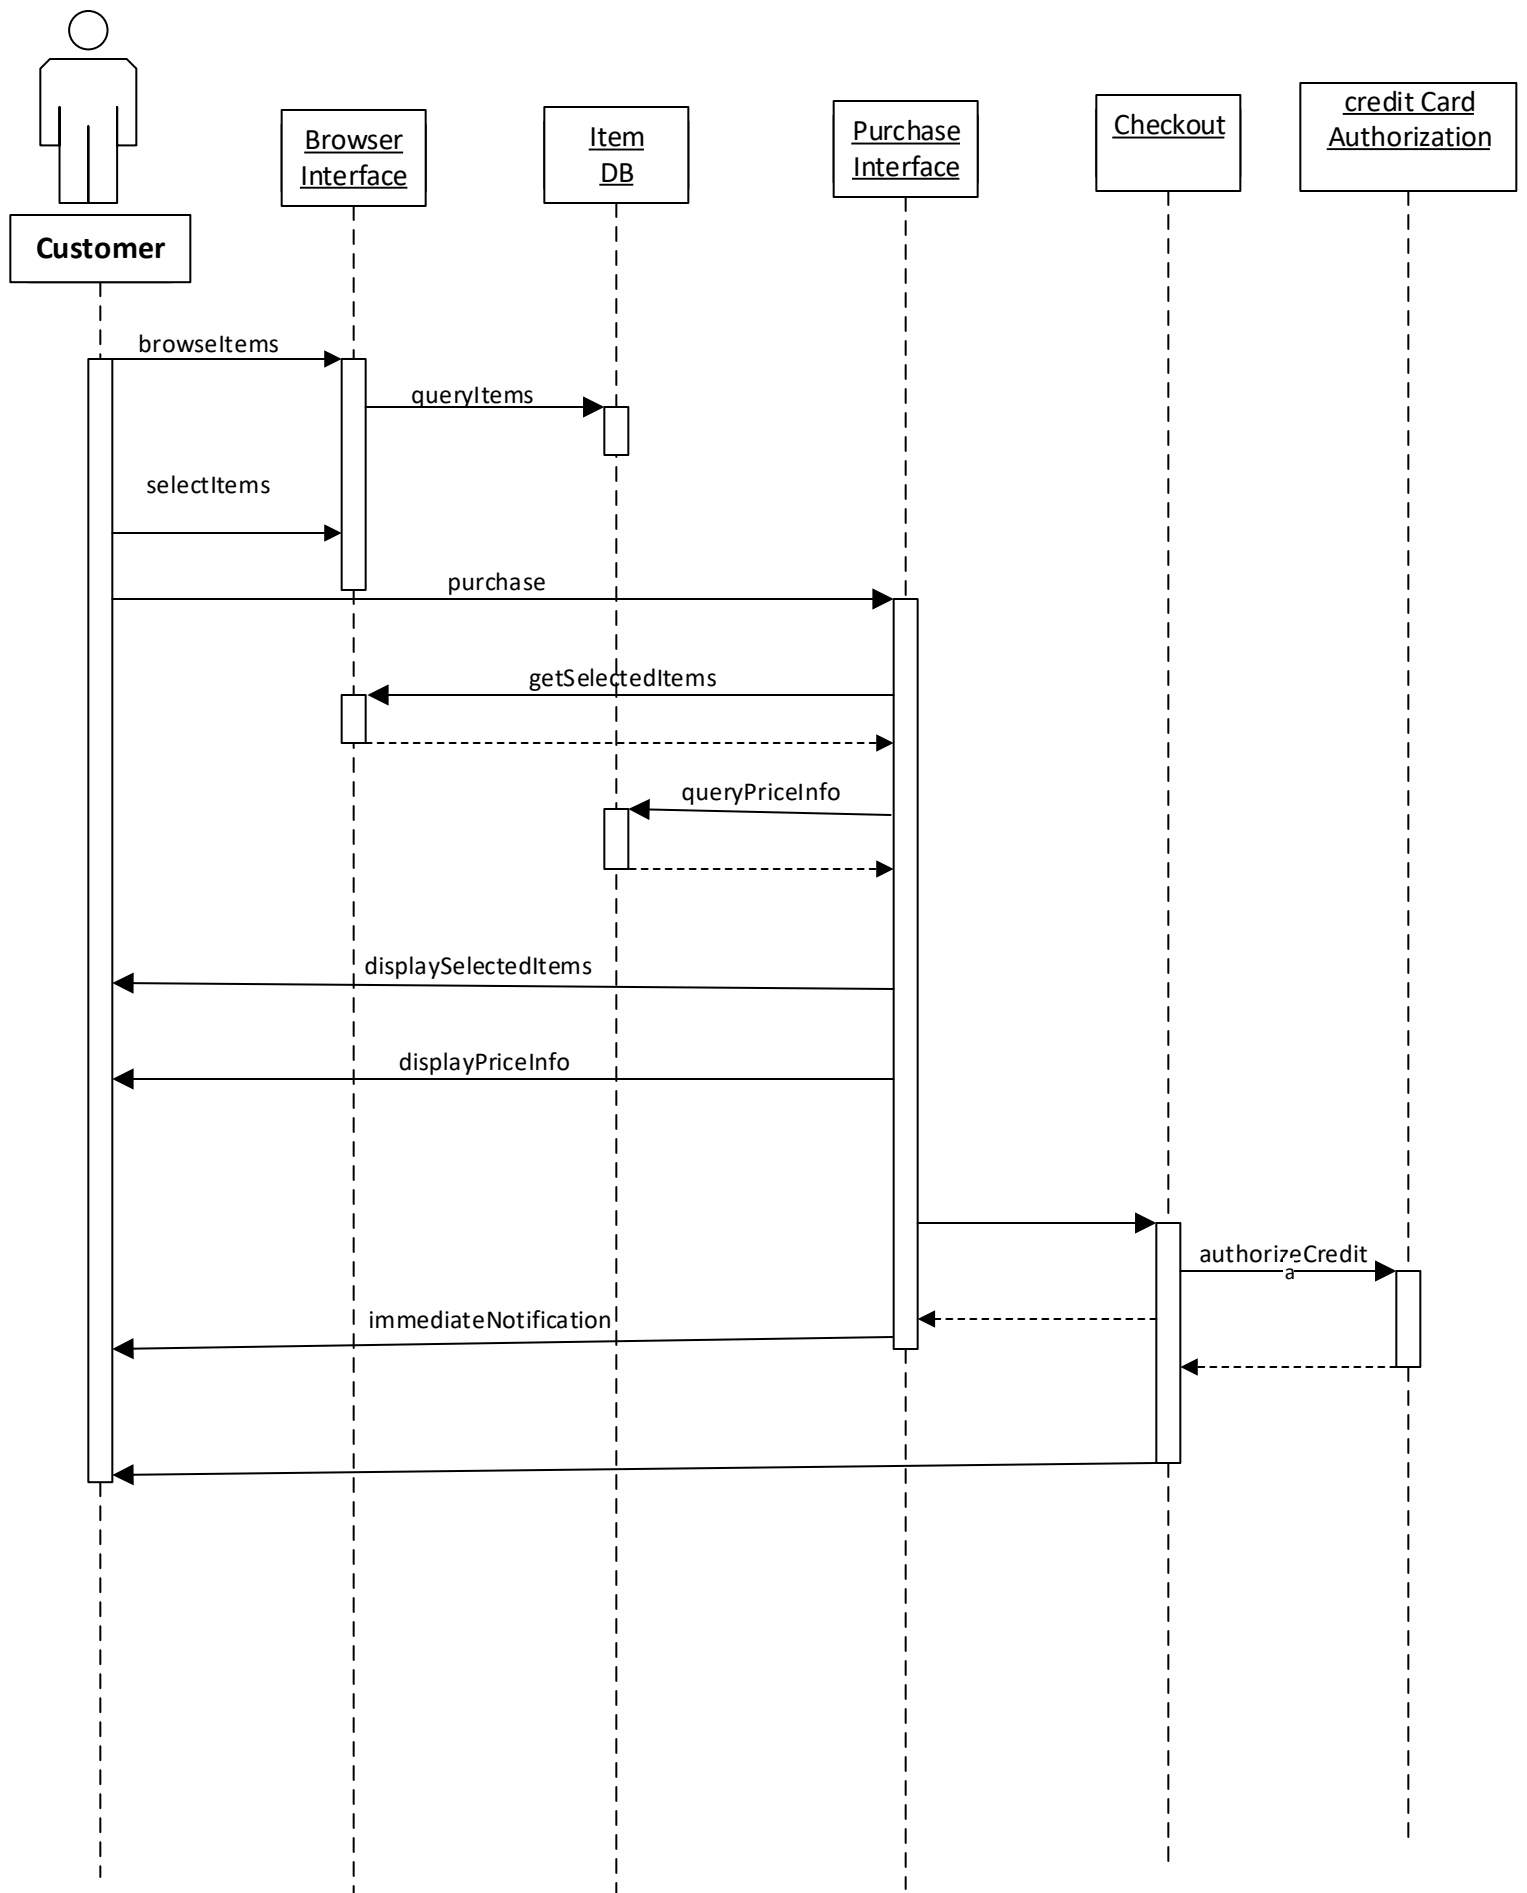 credit Card
Authorization
Checkout
Purchase
Interface
Item
DB
Browser
Interface
Customer
browseItems
queryItems
selectItems
purchase
getSelectedItems
queryPriceInfo
displaySelectedItems
displayPriceInfo
authorizeCredit
a
immediateNotification